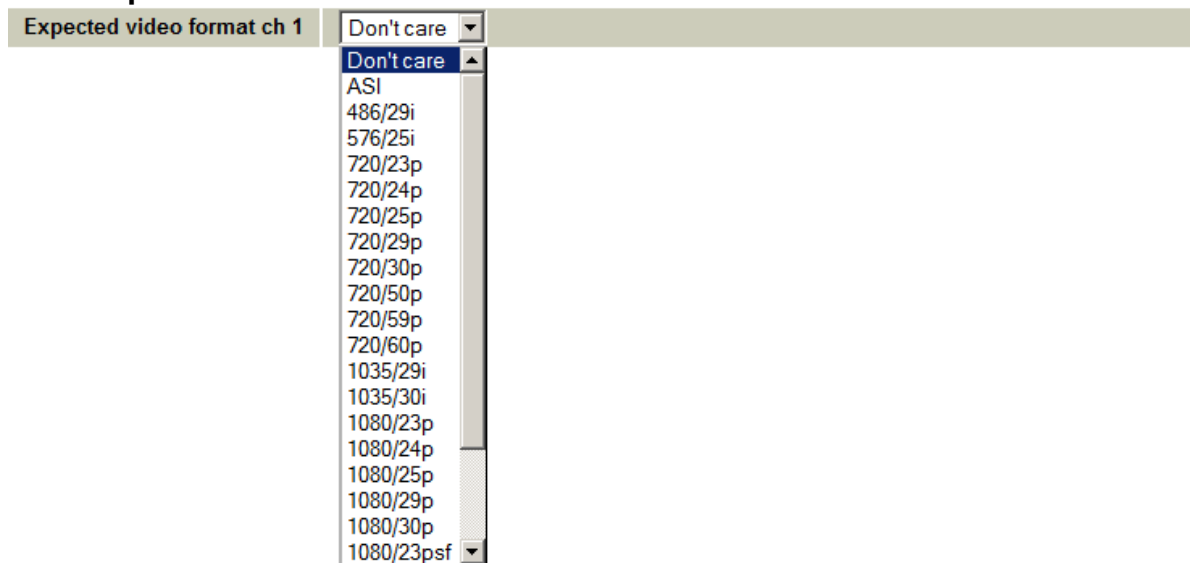 Expected video format ch 1 Don't care
Don't care
ASI
486/29i
576/25i
720/23p
720/24p
720/25p
720/29p
720/30p
720/50p
720/59p
720/60p
1035/29i
1035/30i
1080/23p
1080/24p
1080/25p
1080/29p
1080/30p
1080/23psf